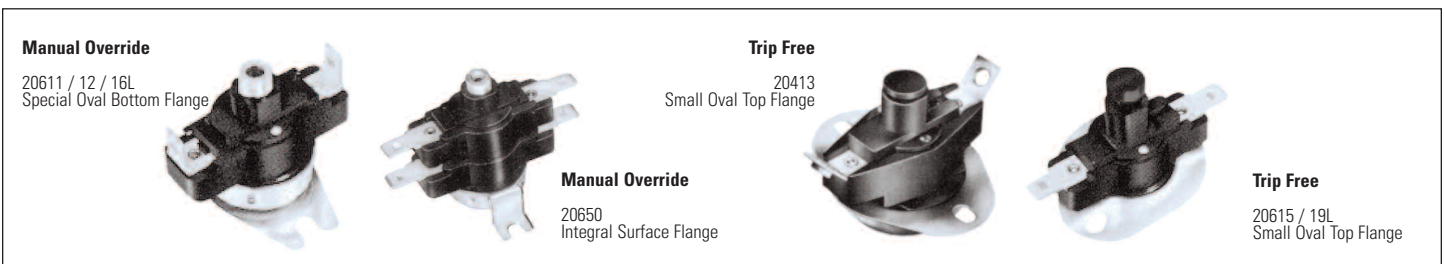 Manual Override
20611 / 12 / 16L
Special Oval Bottom Flange
Manual Override
20650
Integral Surface Flange
Trip Free
20413
Small Oval Top Flange
Trip Free
20615 / 19L
Small Oval Top Flange